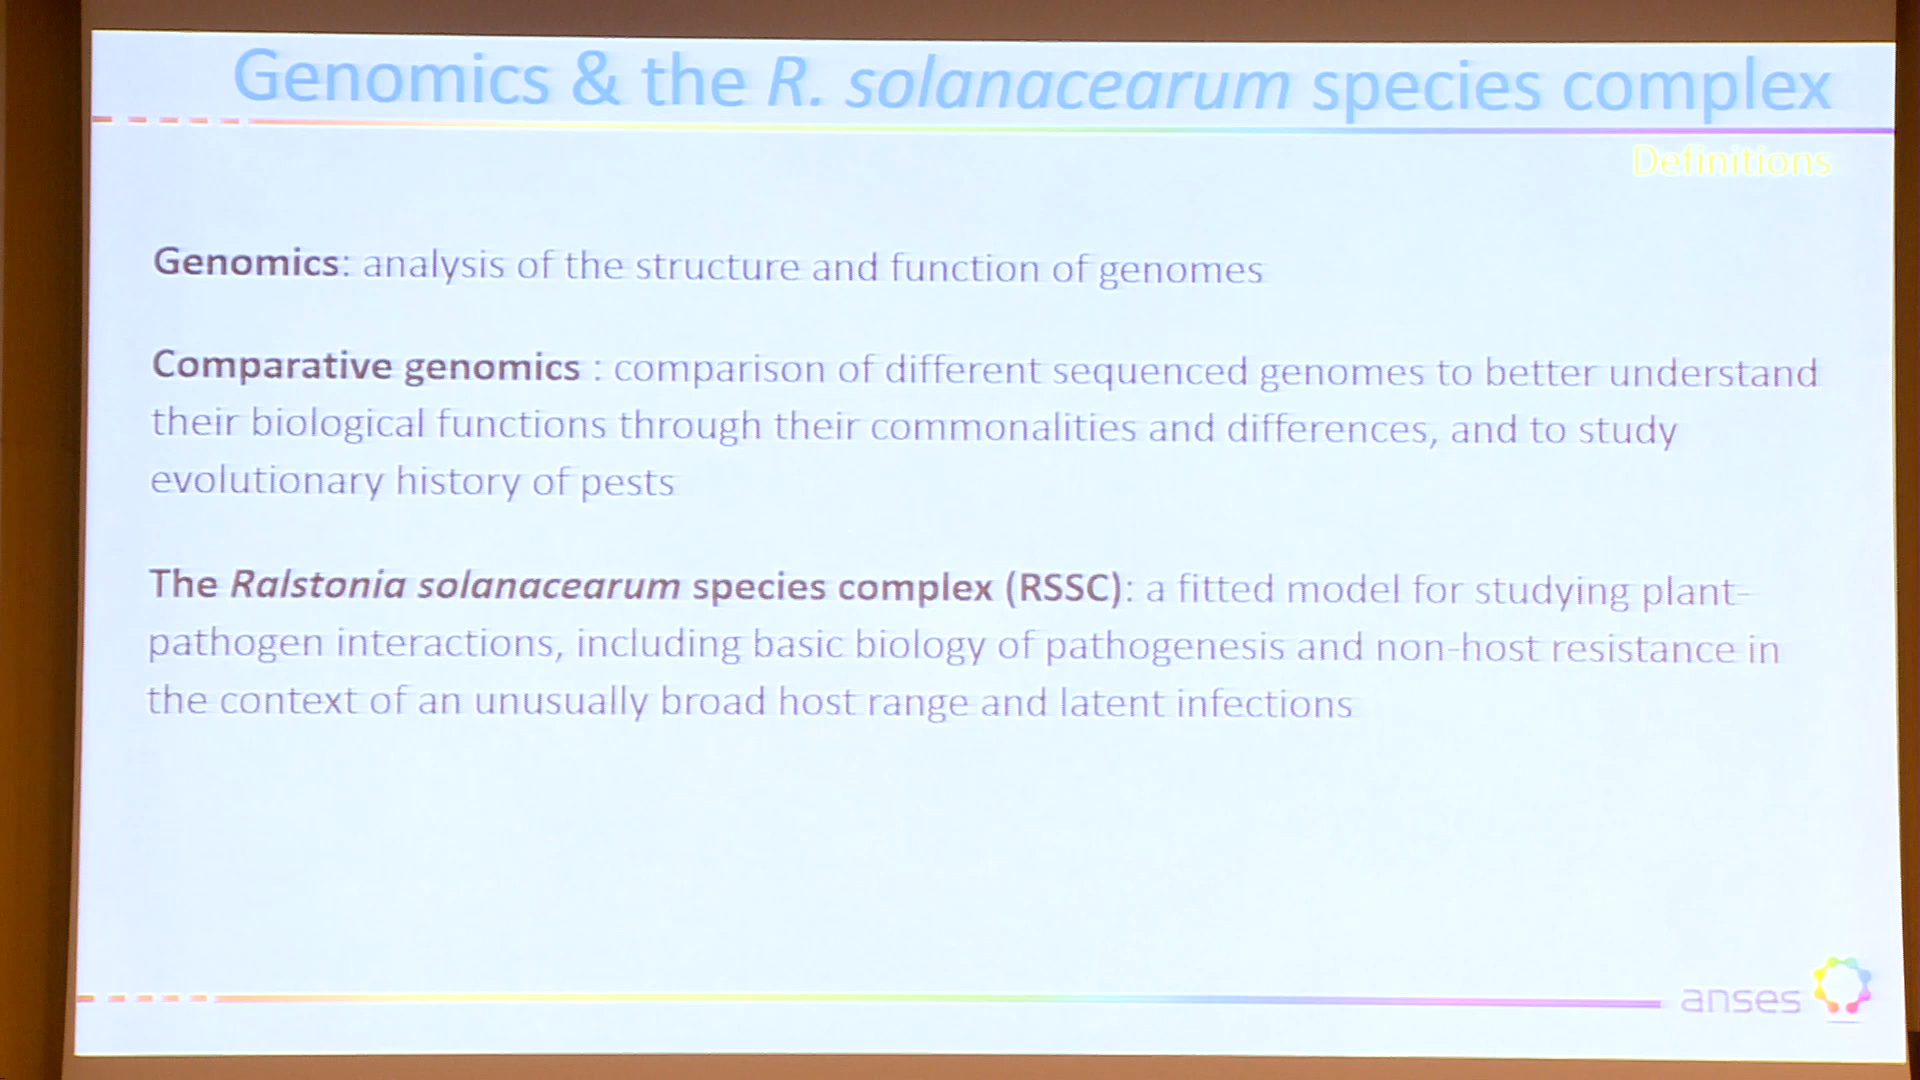 Genomics & the R. solanacearum species complex
Definitions
Genomics: analysis of the structure and function of genomes
Comparative genomics : comparison of different sequenced genomes to better understand
their biological functions through their commonalities and differences, and to study
evolutionary history of pests
The Ralstonia solanacearum species complex (RSSC): a fitted model for studying plant-
pathogen interactions, including basic biology of pathogenesis and non-host resistance in
the context of an unusually broad host range and latent infections
anses